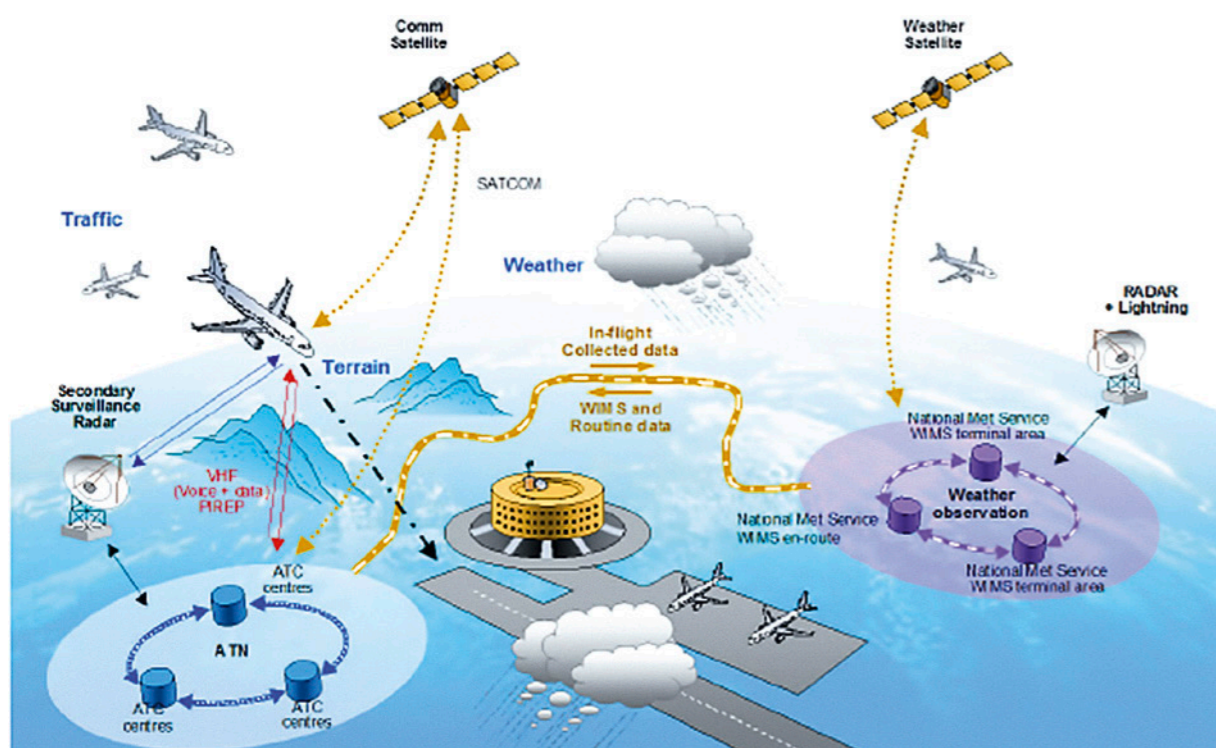 Comm
Satellite
Weather
Satellite
SATCOM
Traffic
Weather
RADAR
+ Lightning
In-flight
Collected data
Terrain
Secondary
Surveillance
Radar
WIMS and
Routine data
National Met Service
WIMS terminal area
VHF
(Voice + data)
PIREP
Weather
observation
National Met Service
WIMS en-route
National Met Service
WIMS terminal area
ATC
centres
ATN
ATC
centres
ATC
centres